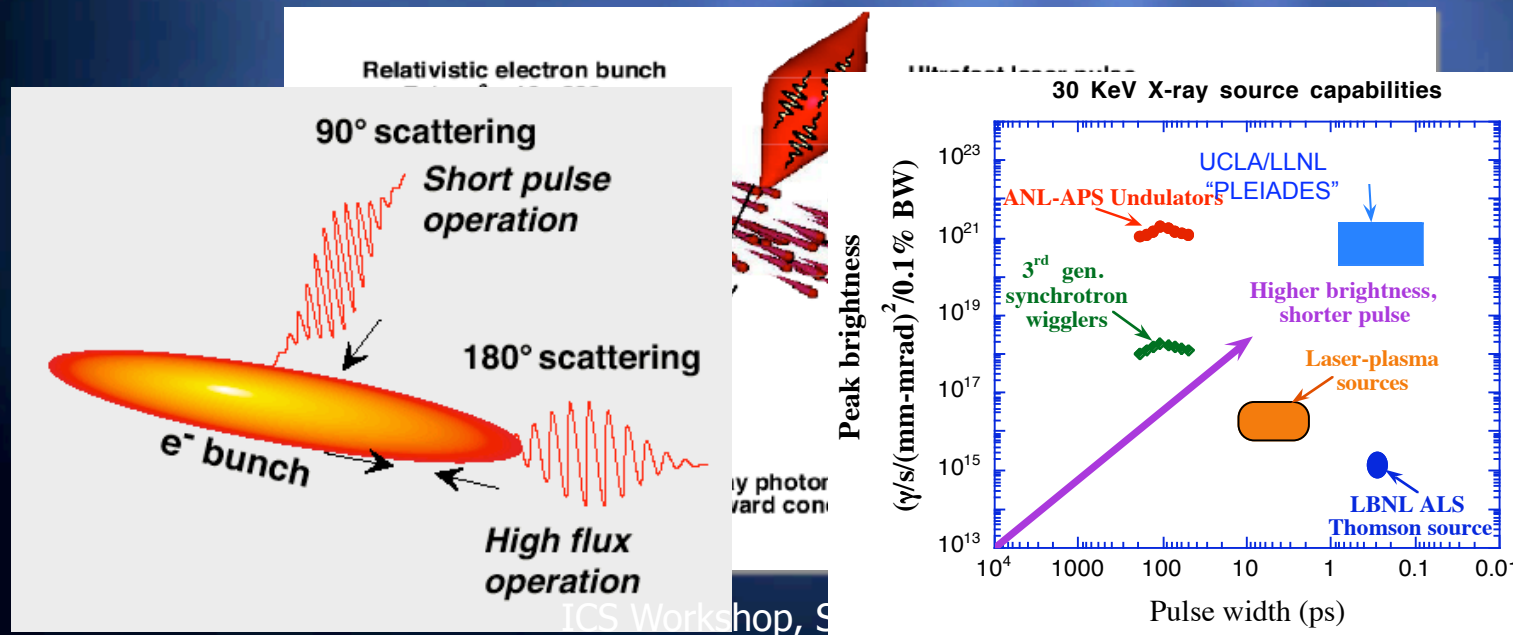 Relativistic electron bunch
90° scattering
Short pulse
operation
180° scattering
e⁻ bunch
High flux
operation
photon
30 KeV X-ray source capabilities
Peak brightness
(γ/s/(mm-mrad)²/0.1% BW)
10²³
10²¹
10¹⁹
10¹⁷
10¹⁵
10¹³
UCLA/LLNL
“PLEIADES”
ANL-APS Undulators
3ʳᵈ gen.
synchrotron
wigglers
Higher brightness,
shorter pulse
Laser-plasma
sources
LBNL ALS
Thomson source
10⁴ 1000 100 10 1 0.1 0.01
Pulse width (ps)
ICS Workshop,